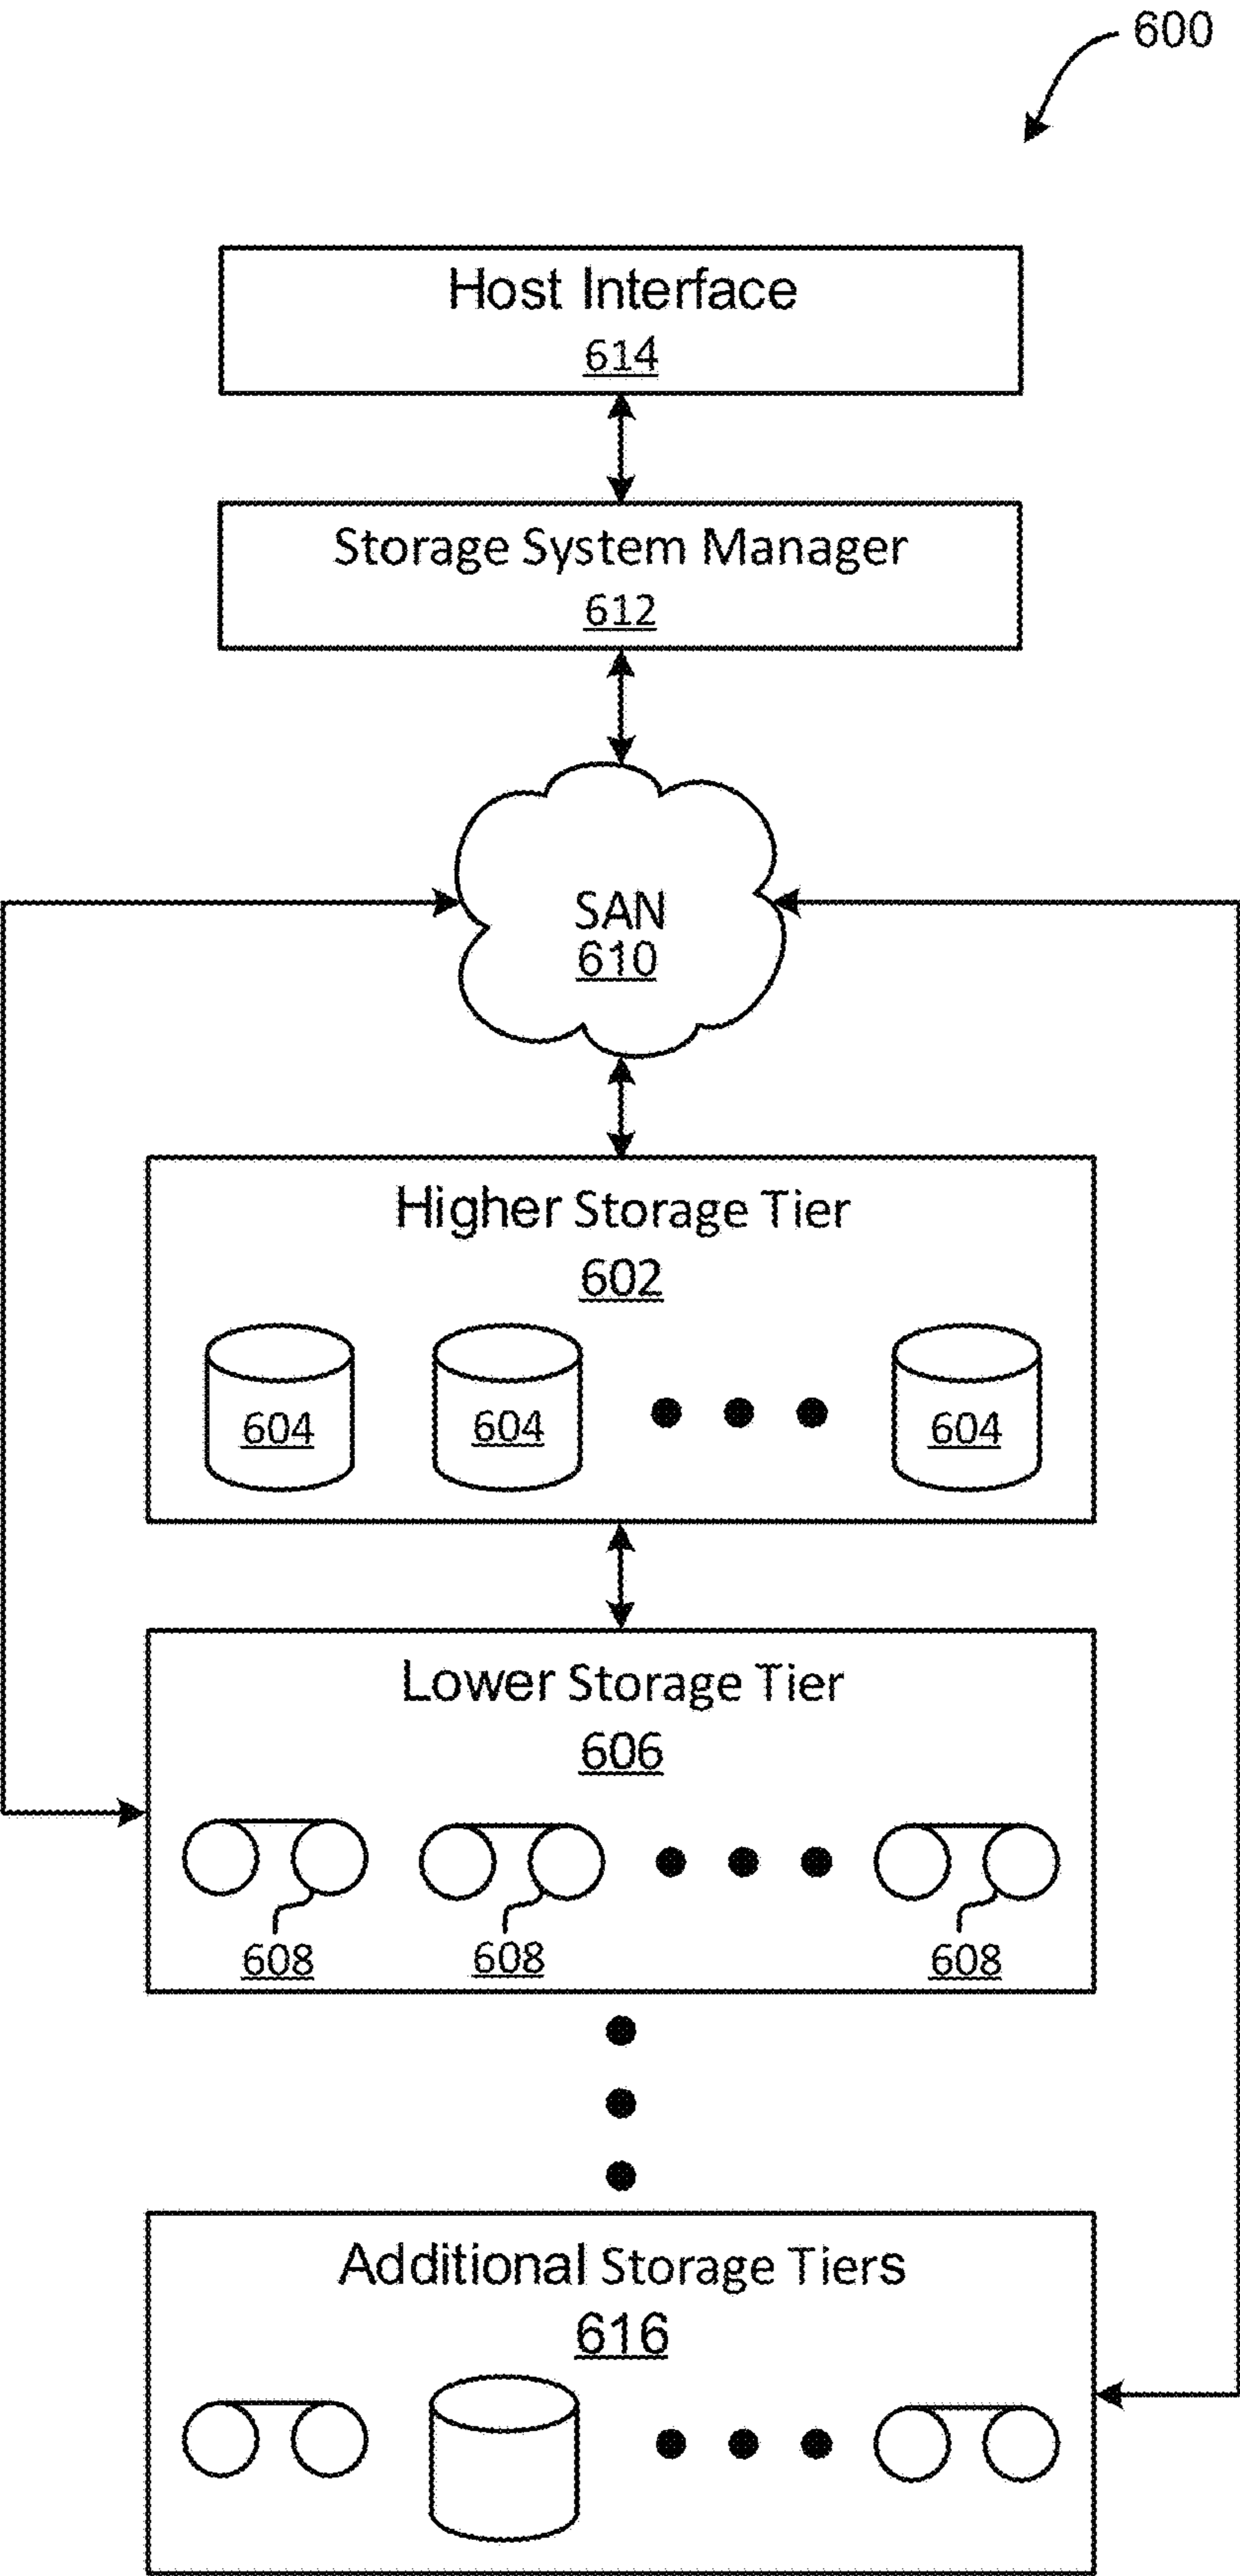 600
Host Interface
614
Storage System Manager
612
SAN
610
Higher Storage Tier
602
604 604 604
Lower Storage Tier
606
608 608 608
Additional Storage Tiers
616